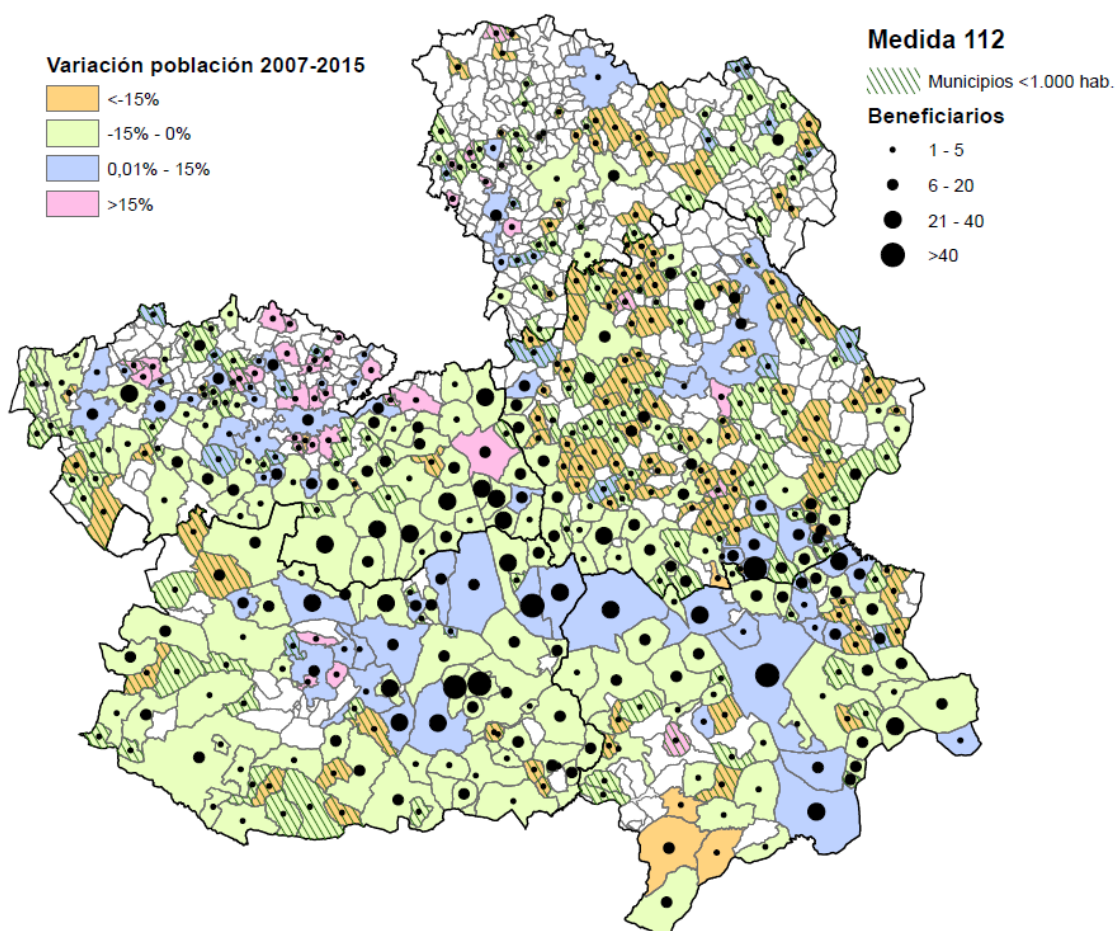 Variación población 2007-2015
<-15%
-15% - 0%
0,01% - 15%
>15%
Medida 112
Municipios <1.000 hab.
Beneficiarios
1 - 5
6 - 20
21 - 40
>40